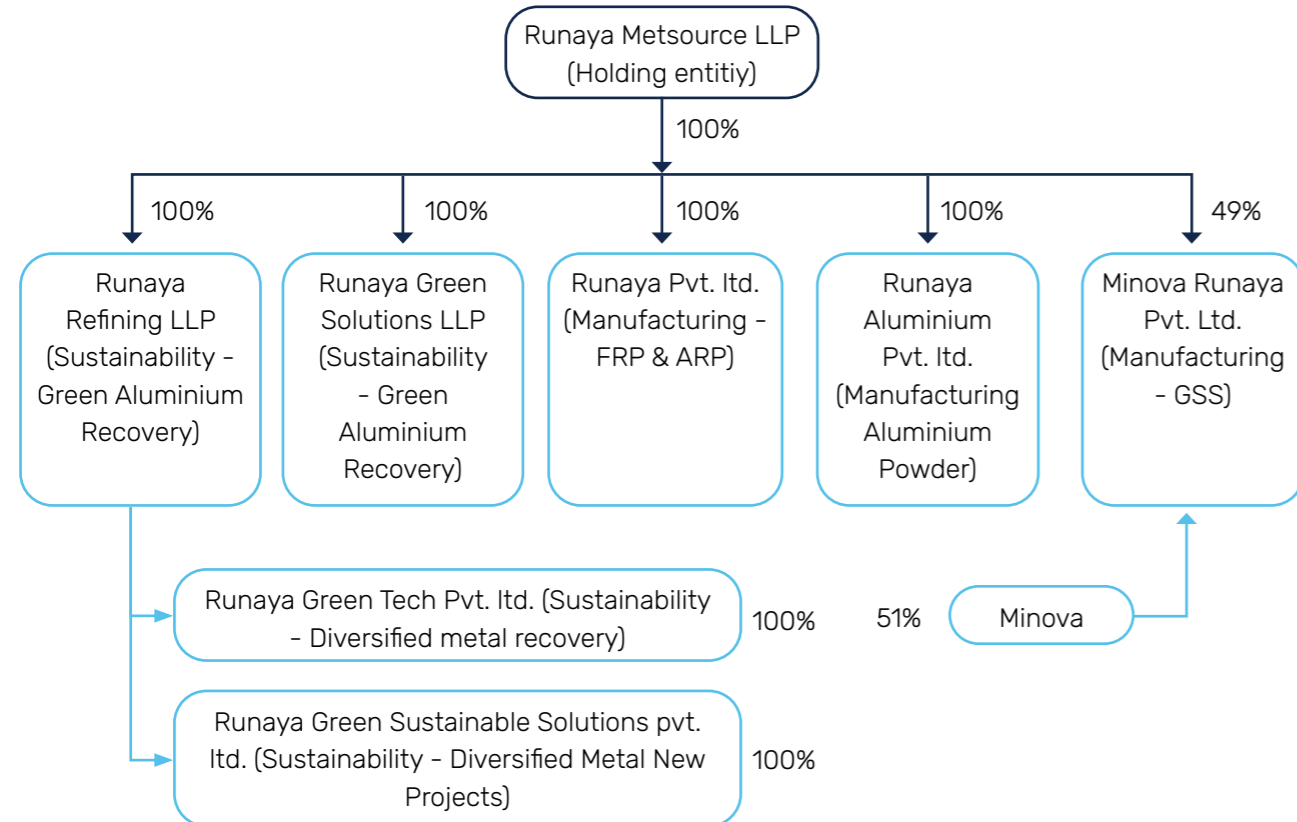 Runaya Metsource LLP
(Holding entitiy)
100%
100%
100%
100%
100%
49%
Runaya
Refining LLP
(Sustainability -
Green Aluminium
Recovery)
Runaya Green
Solutions LLP
(Sustainability
- Green
Aluminium
Recovery)
Runaya Pvt. ltd.
(Manufacturing -
FRP & ARP)
Runaya
Aluminium
Pvt. ltd.
(Manufacturing
Aluminium
Powder)
Minova Runaya
Pvt. Ltd.
(Manufacturing
- GSS)
Runaya Green Tech Pvt. ltd. (Sustainability
- Diversified metal recovery)
100%
51%
Minova
Runaya Green Sustainable Solutions pvt.
ltd. (Sustainability - Diversified Metal New
Projects)
100%